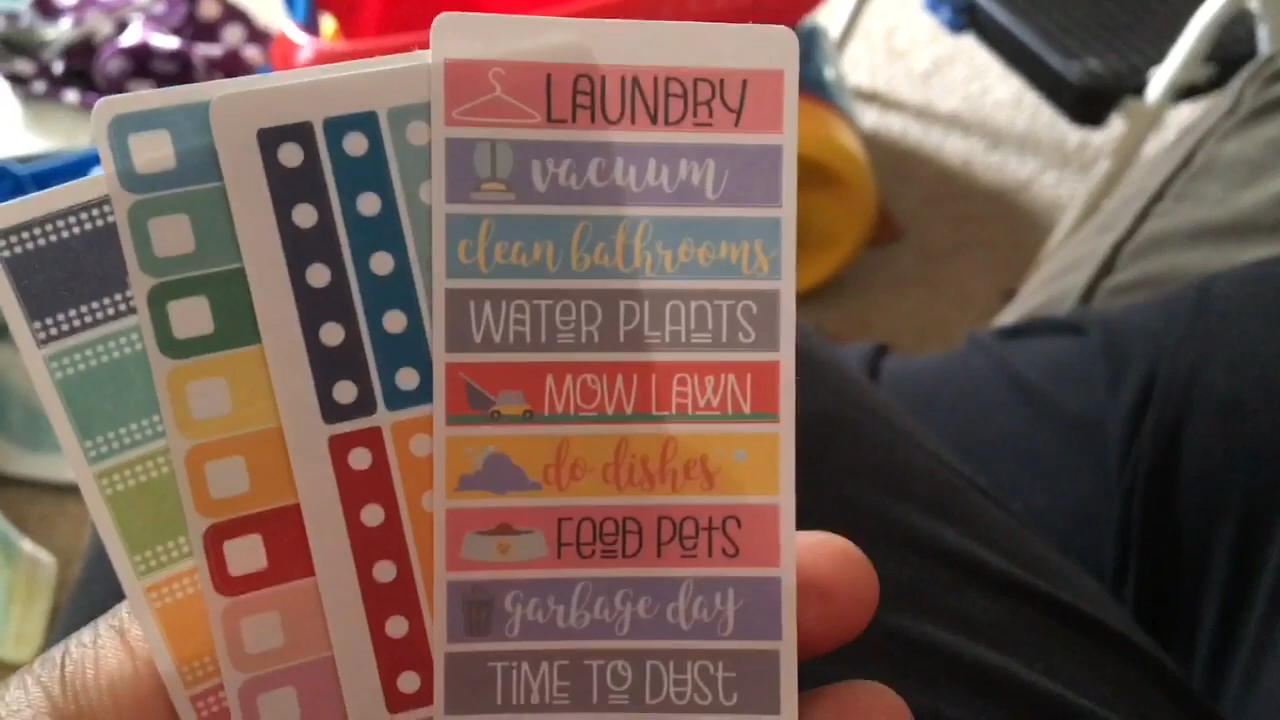 LAUNDRY
vacuum
clean bathrooms
WATER PLANTS
MOW LAWN
do dishes
FEED PETS
garbage day
TIME TO DUST